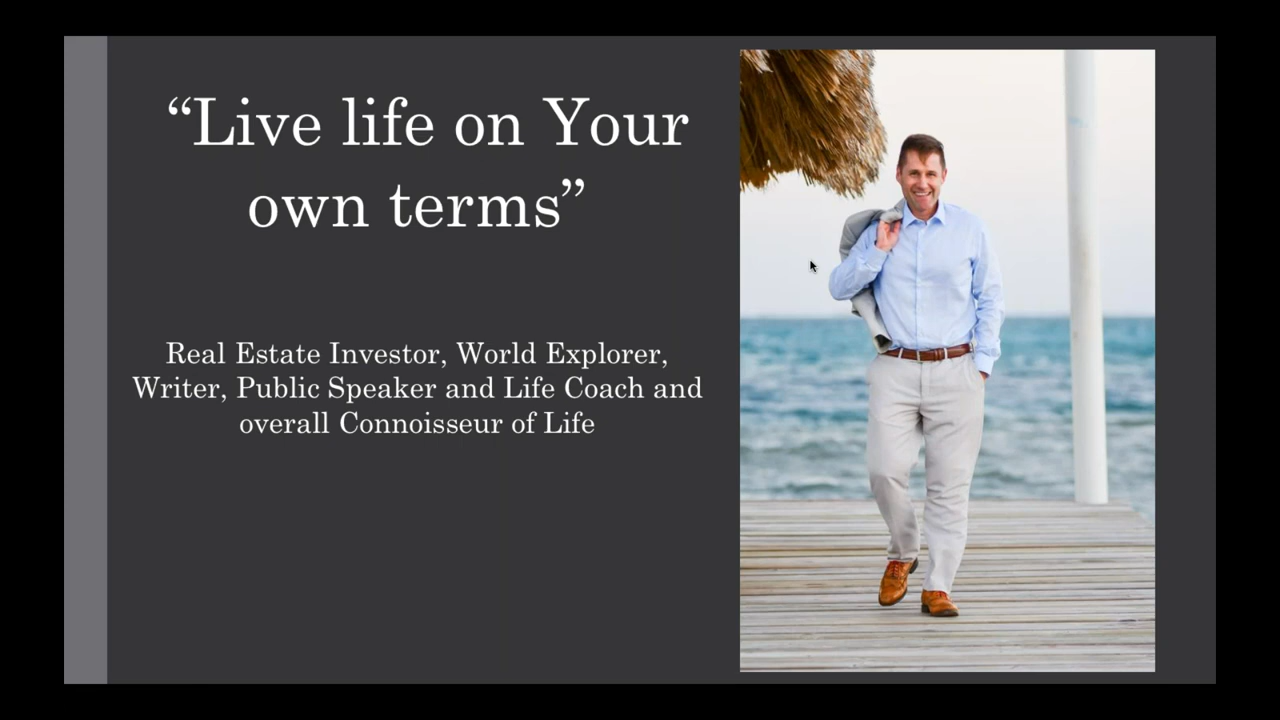 “Live life on Your
own terms”
Real Estate Investor, World Explorer,
Writer, Public Speaker and Life Coach and
overall Connoisseur of Life